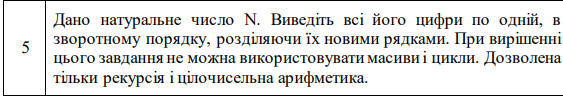 5
Дано натуральне число N. Виведіть всі його цифри по одній, в
зворотному порядку, розділяючи їх новими рядками. При вирішенні
цього завдання не можна використовувати масиви і цикли. Дозволена
тільки рекурсія і цілочисельна арифметика.